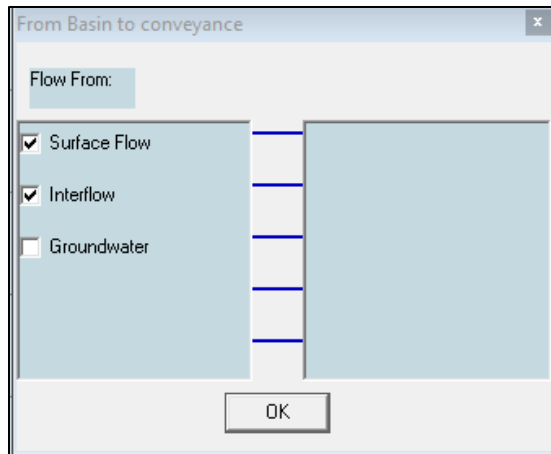 From Basin to conveyance
x
Flow From:
Surface Flow
Interflow
Groundwater
OK